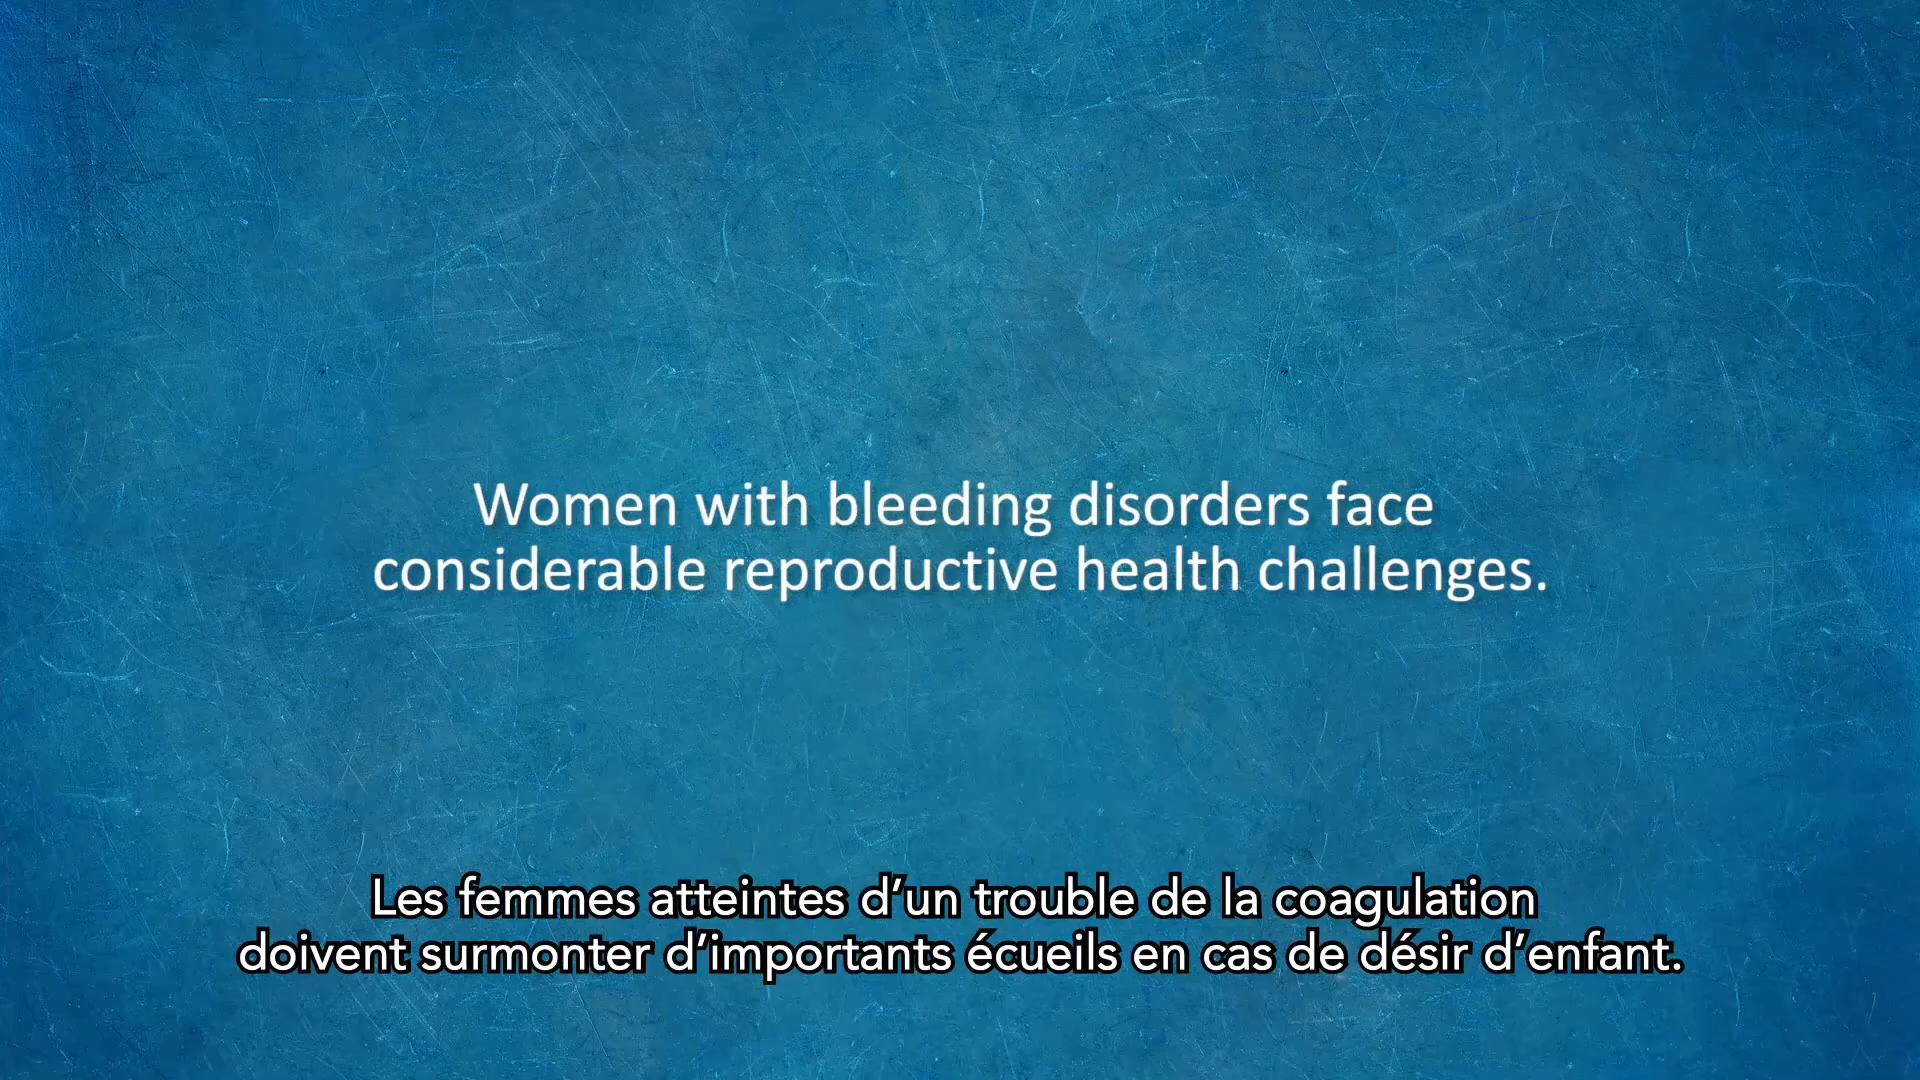 Women with bleeding disorders face
considerable reproductive health challenges.
Les femmes atteintes d’un trouble de la coagulation
doivent surmonter d’importants écueils en cas de désir d’enfant.